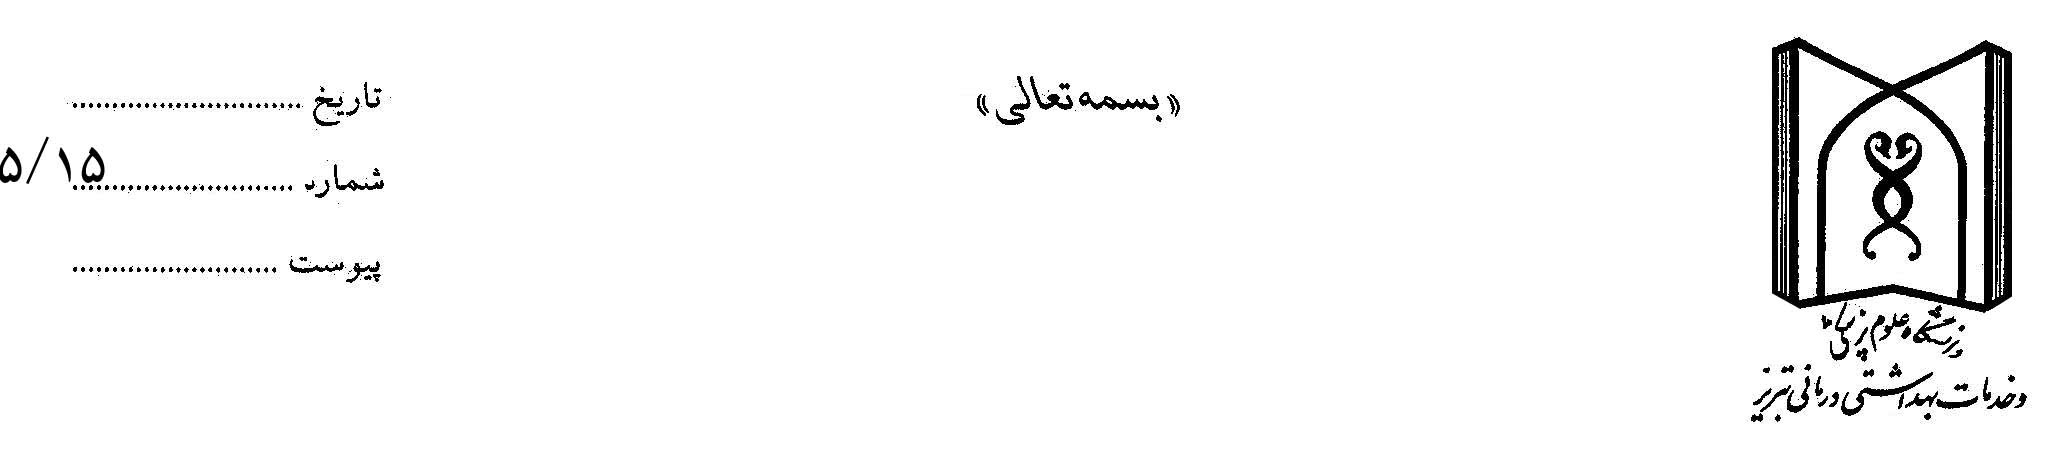 «بسمه تعالی»
تاریخ ..............................
شماره ..............................
۵/۱۵
پیوست ..............................
دانشگاه علوم پزشکی
و خدمات بهداشتی درمانی تبریز